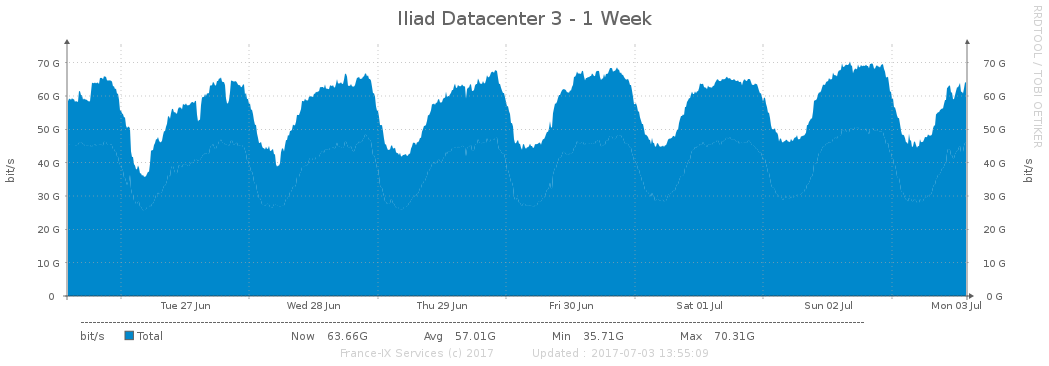 Iliad Datacenter 3 - 1 Week
RRDTOOL / TOBI OETIKER
bit/s
70 G 70 G
60 G 60 G
50 G 50 G
40 G 40 G
30 G 30 G
20 G 20 G
10 G 10 G
0 0 G
bit/s
Tue 27 Jun Wed 28 Jun Thu 29 Jun Fri 30 Jun Sat 01 Jul Sun 02 Jul Mon 03 Jul
bit/s Total Now 63.66G Avg 57.01G Min 35.71G Max 70.31G
France-IX Services (c) 2017 Updated : 2017-07-03 13:55:09